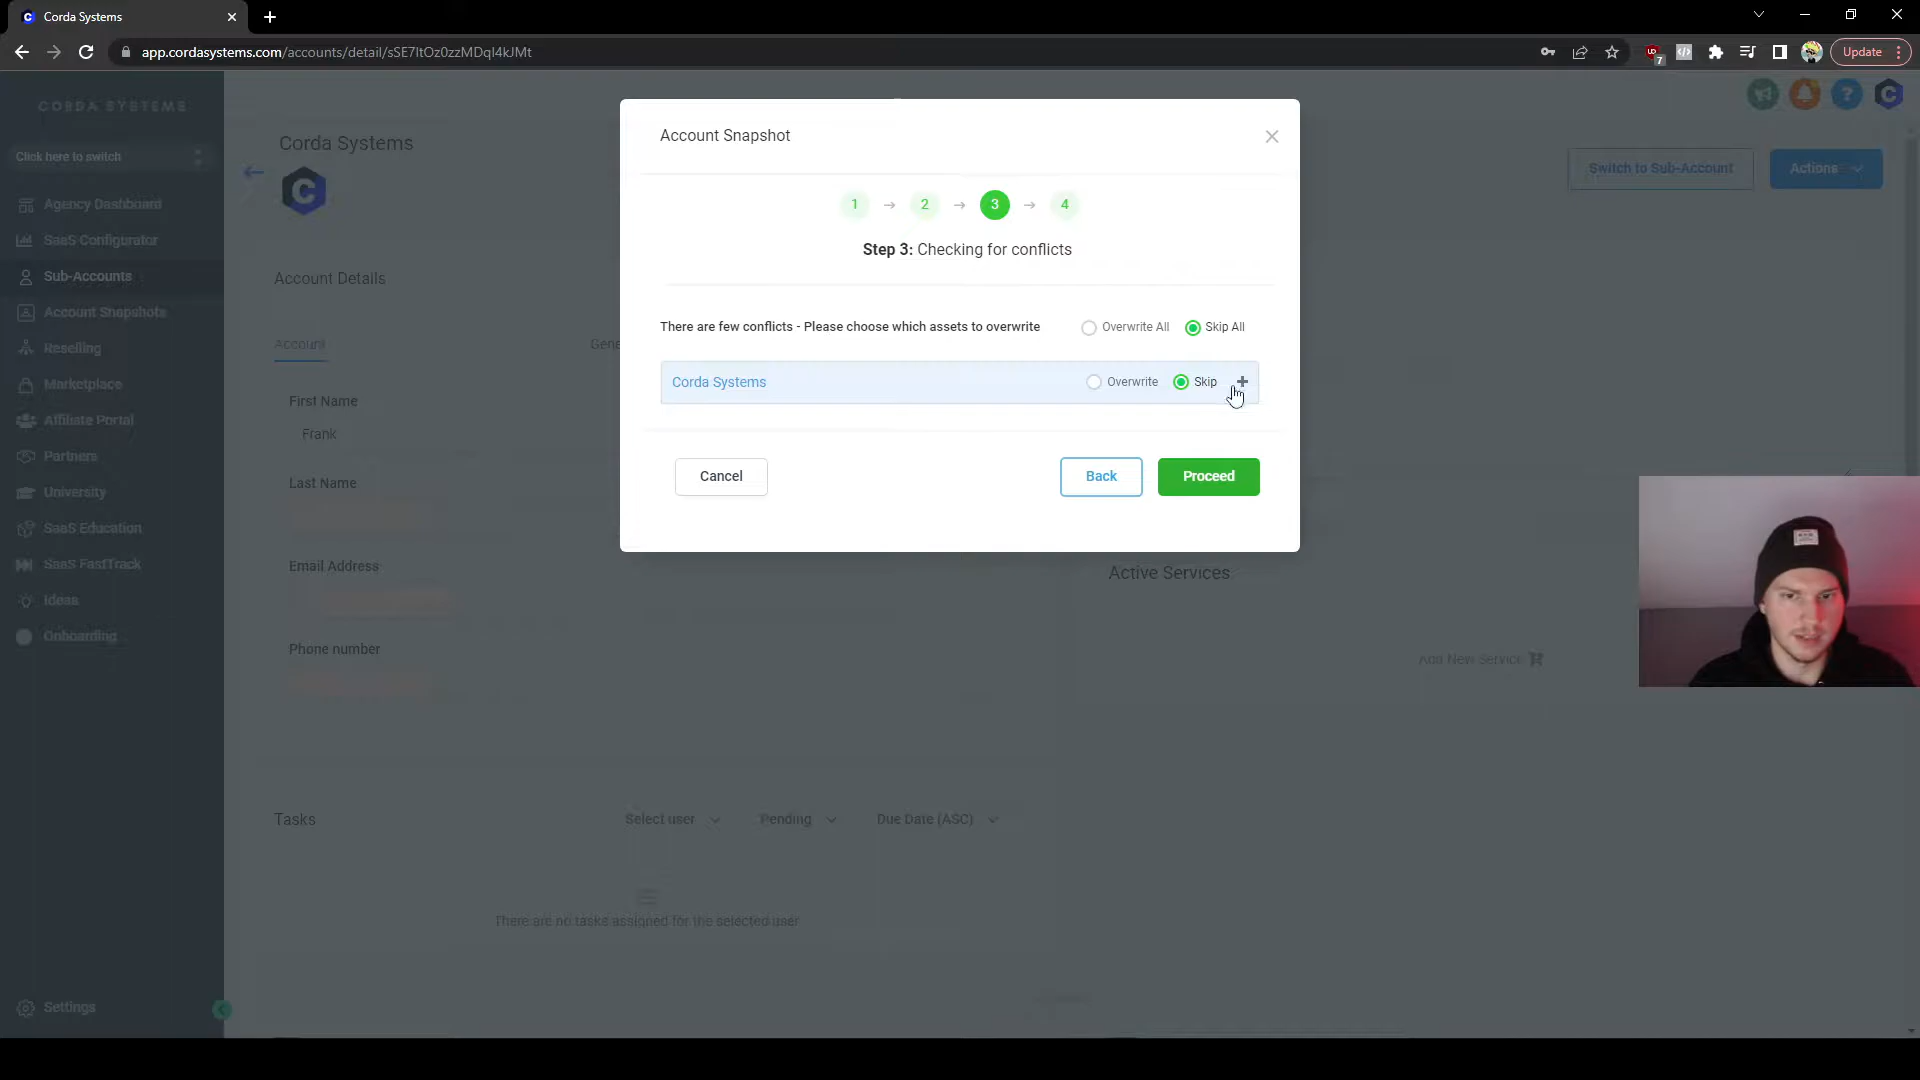 Corda Systems
app.cordasystems.com/accounts/detail/sSE7ltOz0zzMDql4kJMt
7
Update
CORDA SYSTEMS
Click here to switch
Agency Dashboard
SaaS Configurator
Sub-Accounts
Account Snapshots
Reselling
Marketplace
Affiliate Portal
Partners
University
SaaS Education
SaaS FastTrack
Ideas
Onboarding
Settings
Corda Systems
Switch to Sub-Account
Actions
Account Details
Account
Gene
First Name
Frank
Last Name
Email Address
Phone number
Account Snapshot
1 → 2 → 3 → 4
Step 3: Checking for conflicts
There are few conflicts - Please choose which assets to overwrite
Overwrite All
Skip All
Corda Systems
Overwrite
Skip
Cancel
Back
Proceed
Active Services
Add New Service
Tasks
Select user
Pending
Due Date (ASC)
There are no tasks assigned for the selected user